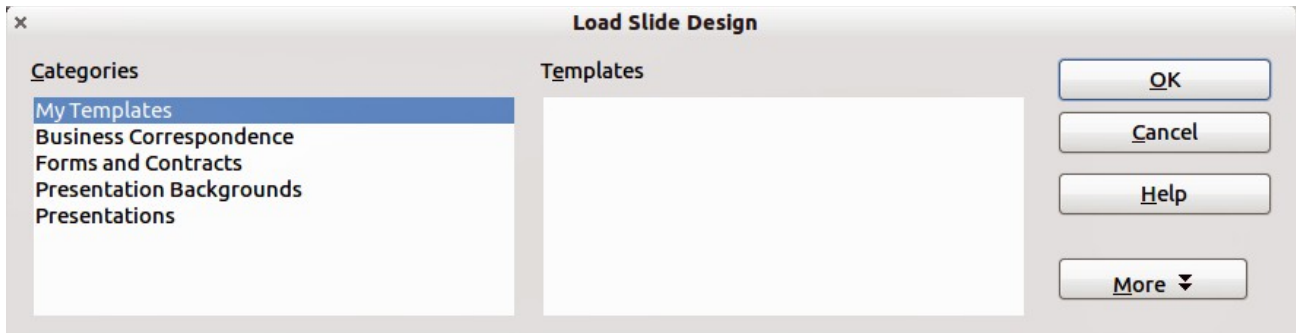 Load Slide Design
Categories
My Templates
Business Correspondence
Forms and Contracts
Presentation Backgrounds
Presentations
Templates
OK
Cancel
Help
More